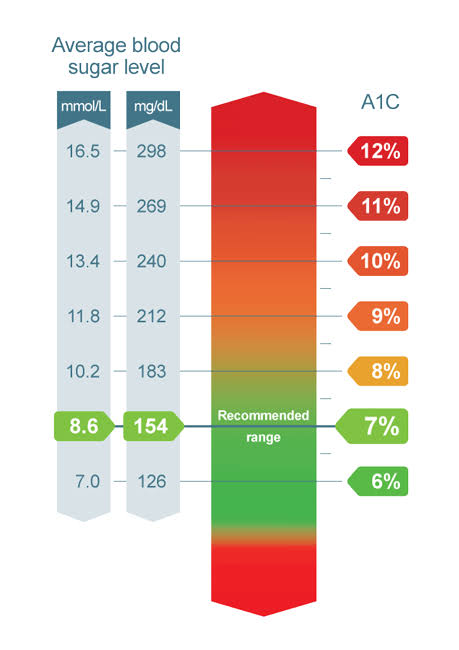 Average blood
sugar level
mmol/L mg/dL A1C
16.5 298 12%
14.9 269 11%
13.4 240 10%
11.8 212 9%
10.2 183 8%
8.6 154 Recommended 7%
range
7.0 126 6%